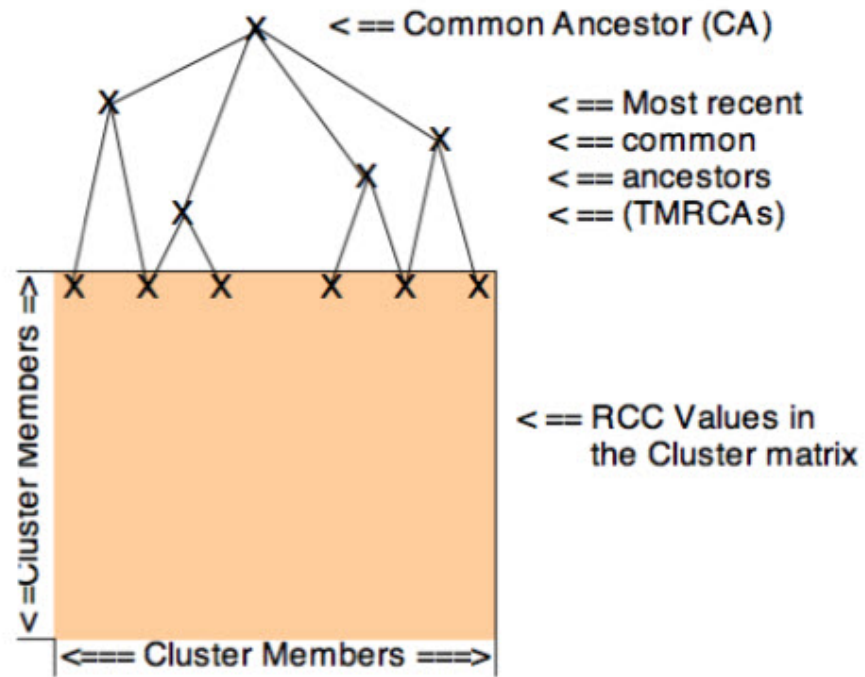 X < == Common Ancestor (CA)
X < == Most recent
X < == common
X < == ancestors
X < == (TMRCAs)
X X X X X X
< =Cluster Members =>
< == RCC Values in
the Cluster matrix
<=== Cluster Members ===>